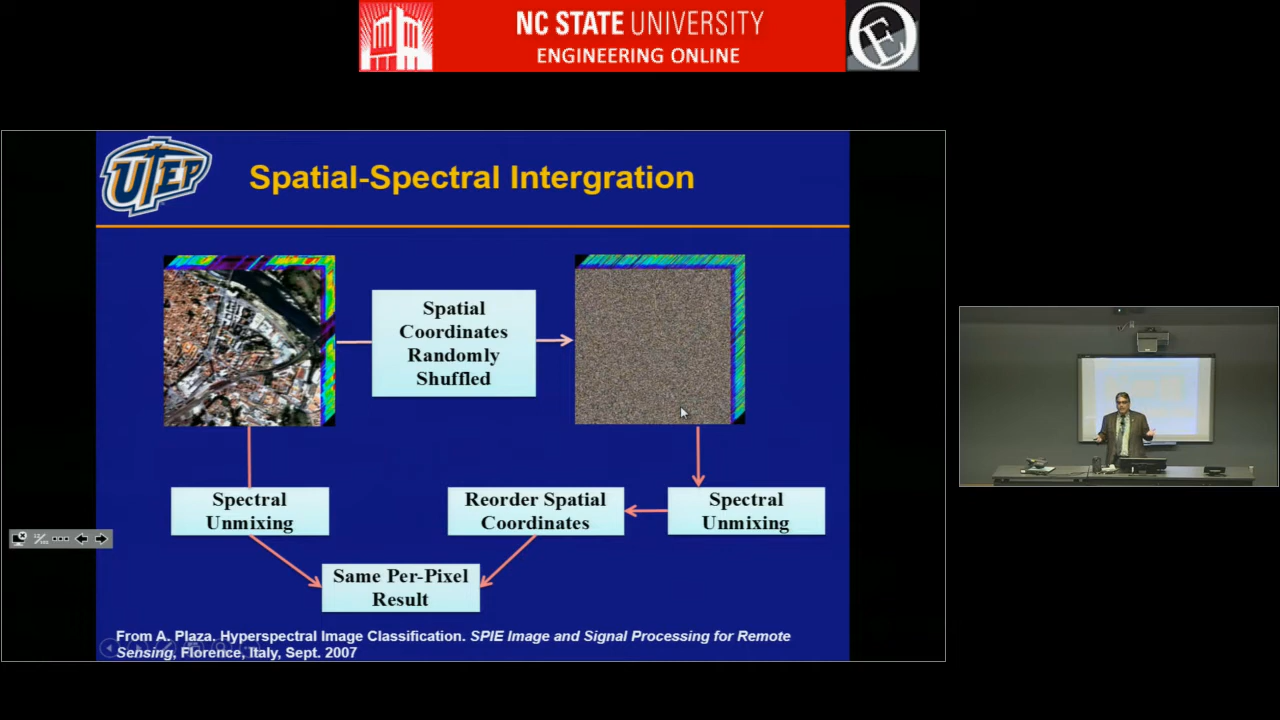 NC STATE UNIVERSITY
ENGINEERING ONLINE
UTEP
Spatial-Spectral Intergration
Spatial
Coordinates
Randomly
Shuffled
Spectral
Unmixing
Reorder Spatial
Coordinates
Spectral
Unmixing
Same Per-Pixel
Result
From A. Plaza. Hyperspectral Image Classification. SPIE Image and Signal Processing for Remote
Sensing, Florence, Italy, Sept. 2007